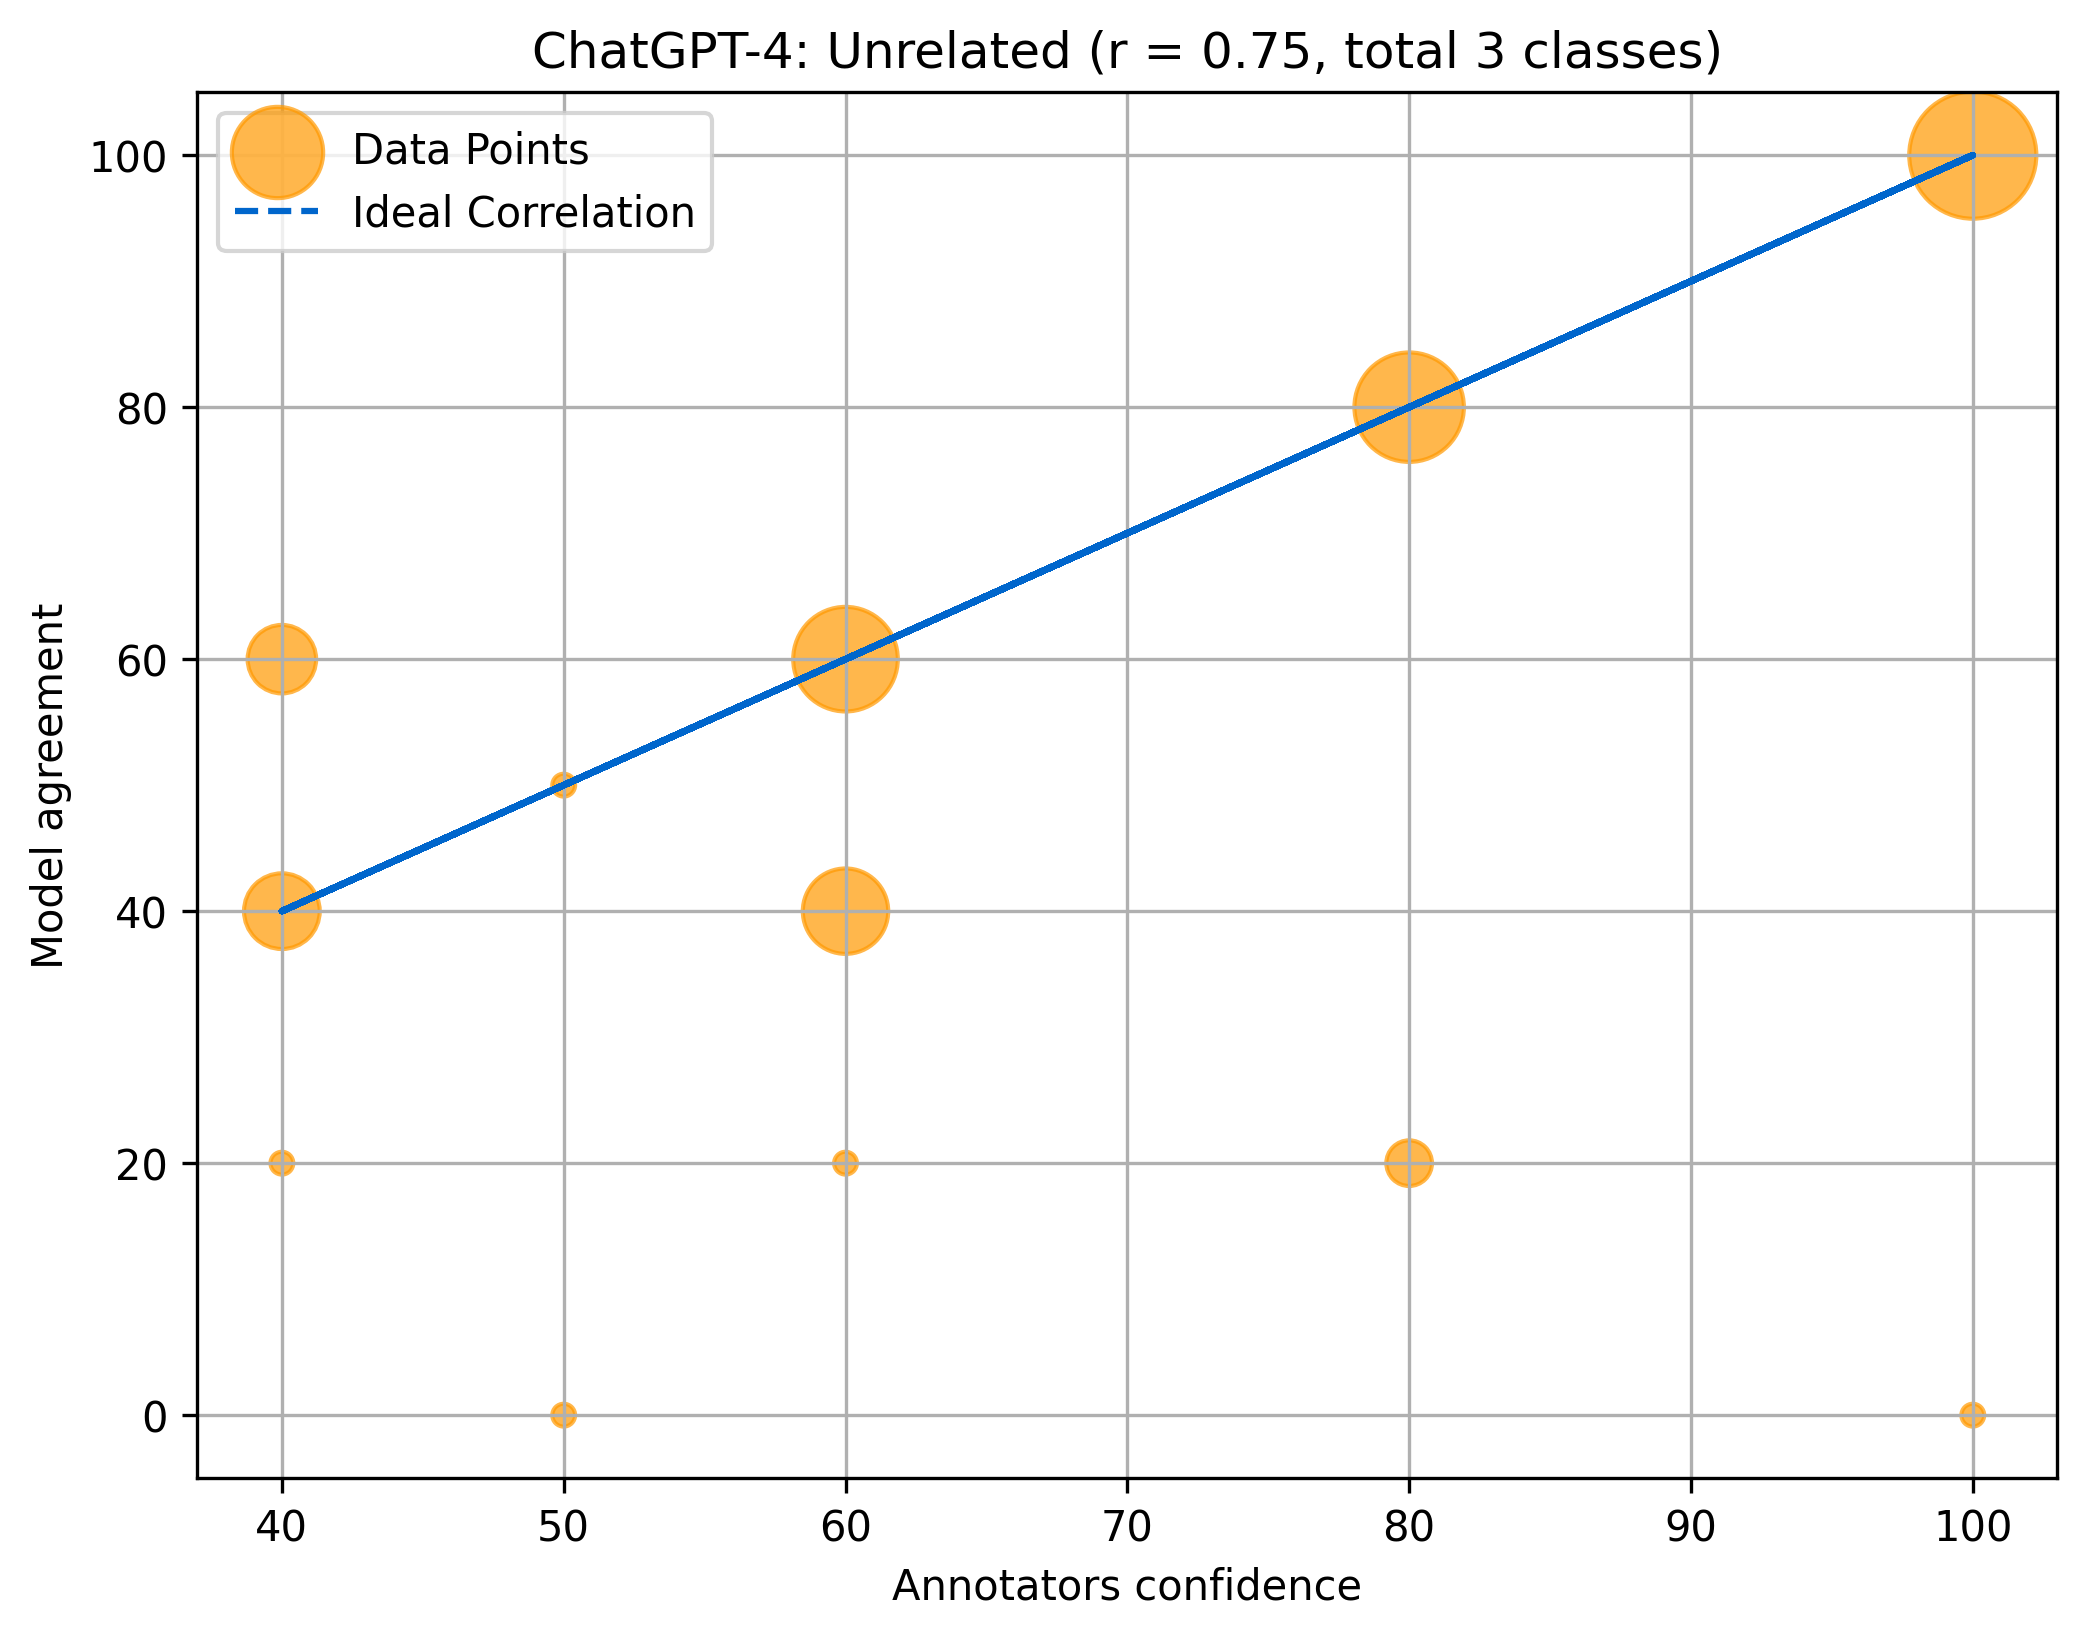 ChatGPT-4: Unrelated (r = 0.75, total 3 classes)
Data Points
Ideal Correlation
100
80
60
40
20
0
Model agreement
40 50 60 70 80 90 100
Annotators confidence